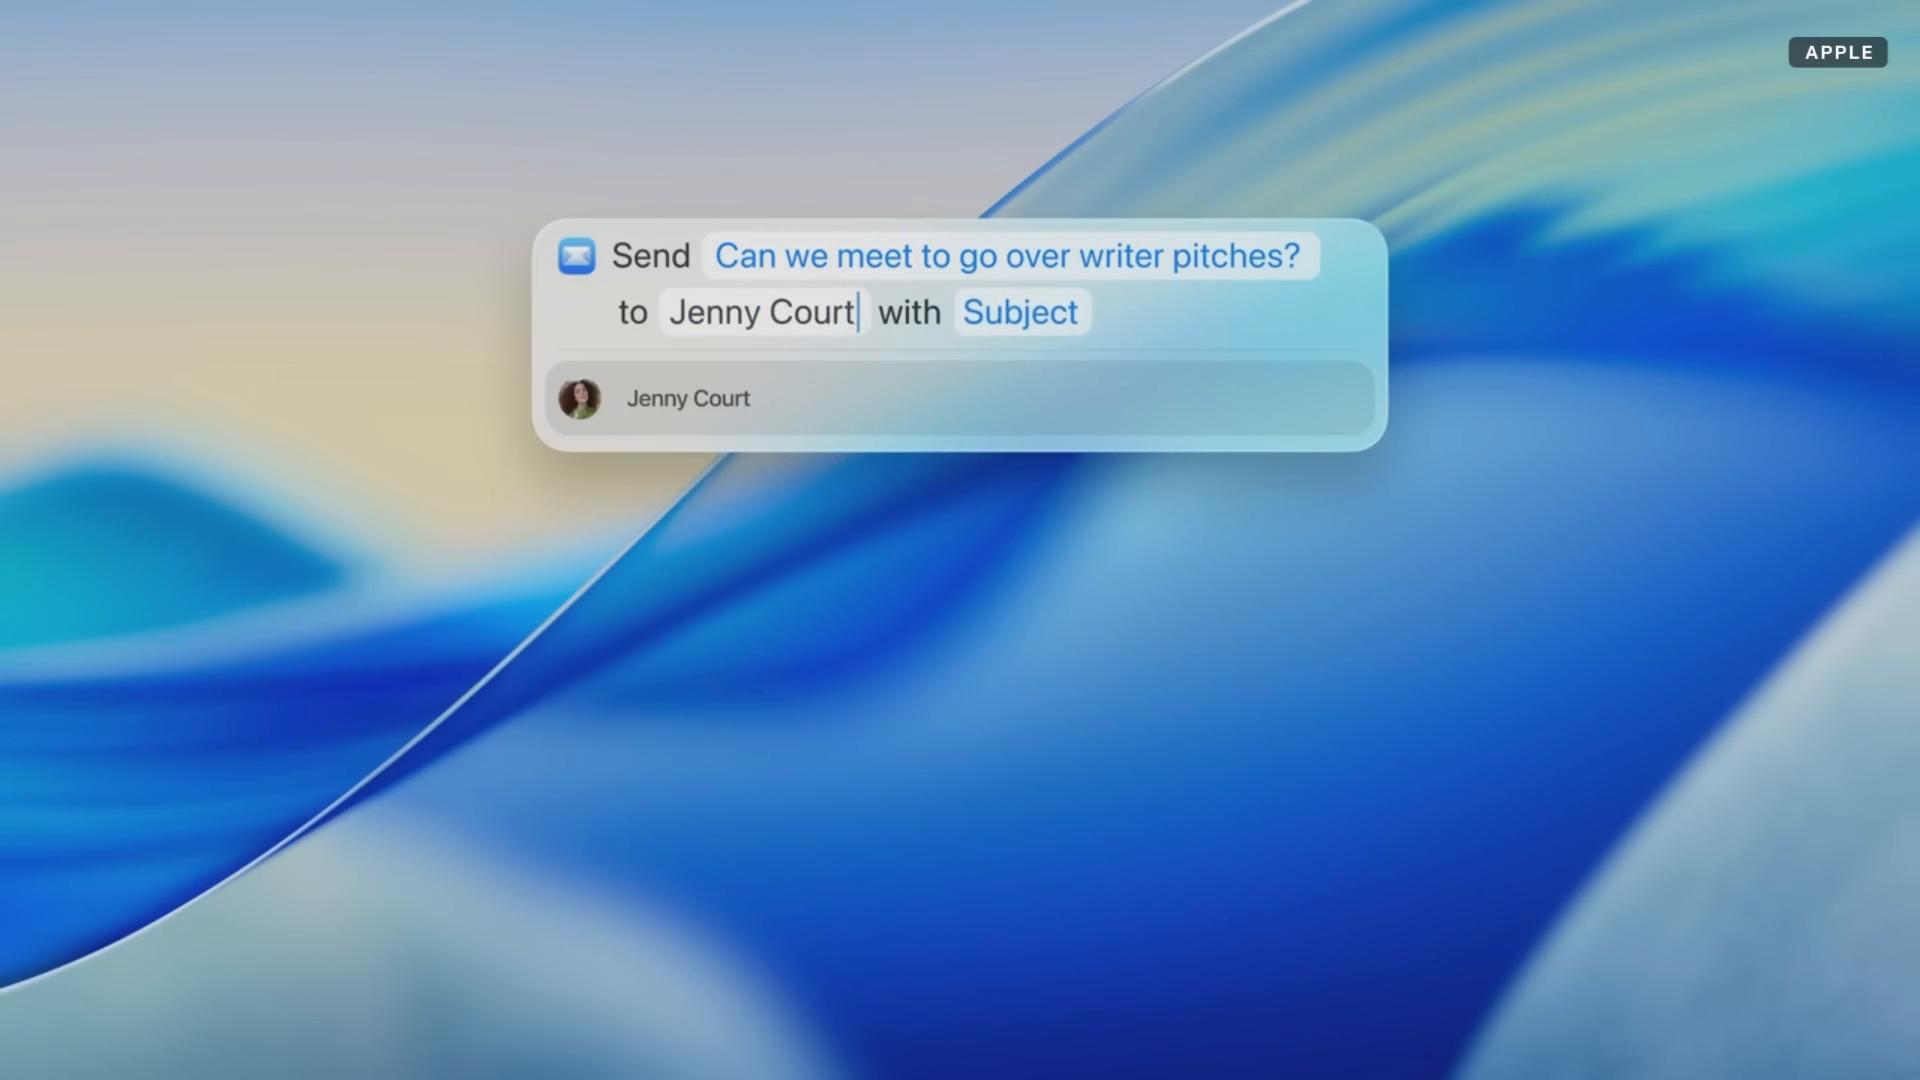 APPLE
Send Can we meet to go over writer pitches?
to Jenny Court with Subject
Jenny Court